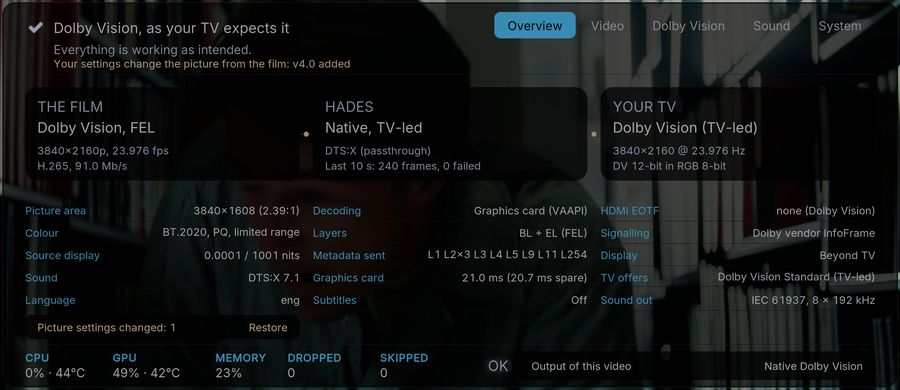 Dolby Vision, as your TV expects it
Everything is working as intended.
Your settings change the picture from the film: v4.0 added
Overview Video Dolby Vision Sound System
THE FILM
Dolby Vision, FEL
3840×2160p, 23.976 fps
H.265, 91.0 Mb/s
HADES
Native, TV-led
DTS:X (passthrough)
Last 10 s: 240 frames, 0 failed
YOUR TV
Dolby Vision (TV-led)
3840×2160 @ 23.976 Hz
DV 12-bit in RGB 8-bit
Picture area 3840×1608 (2.39:1)
Colour BT.2020, PQ, limited range
Source display 0.0001 / 1001 nits
Sound DTS:X 7.1
Language eng
Decoding Graphics card (VAAPI)
Layers BL + EL (FEL)
Metadata sent L1 L2×3 L3 L4 L5 L9 L11 L254
Graphics card 21.0 ms (20.7 ms spare)
Subtitles Off
HDMI EOTF none (Dolby Vision)
Signalling Dolby vendor InfoFrame
Display Beyond TV
TV offers Dolby Vision Standard (TV-led)
Sound out IEC 61937, 8 × 192 kHz
Picture settings changed: 1 Restore
CPU
0% · 44°C
GPU
49% · 42°C
MEMORY
23%
DROPPED
0
SKIPPED
0
OK Output of this video Native Dolby Vision